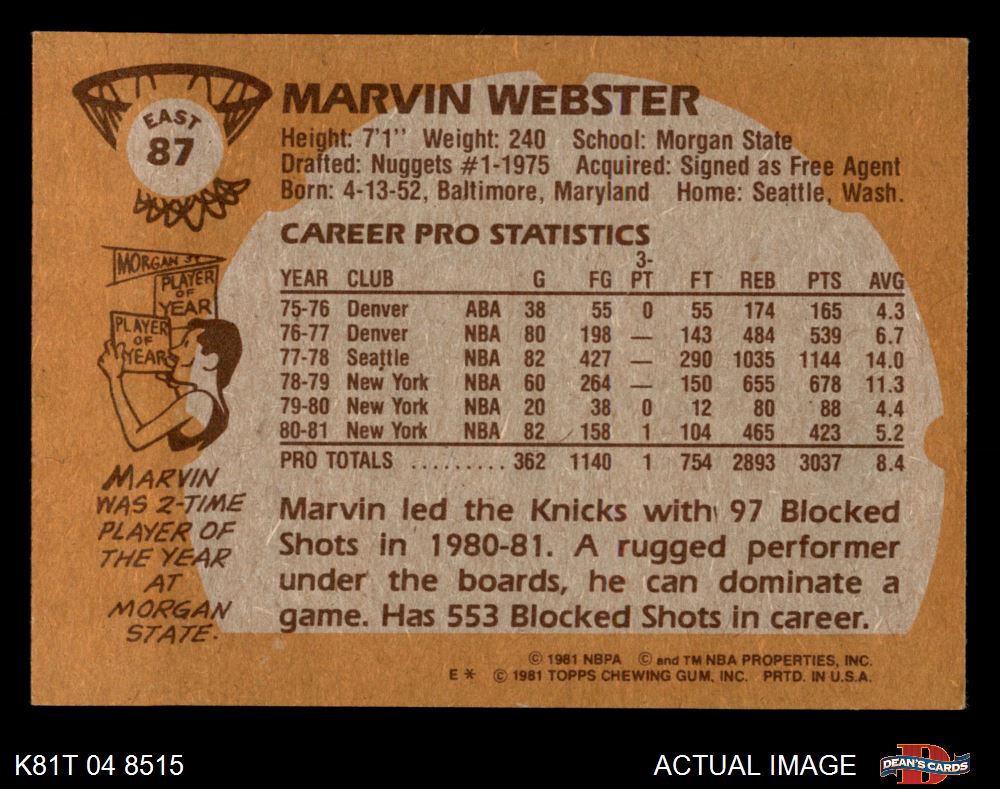 EAST
87
MARVIN WEBSTER
Height: 7'1'' Weight: 240 School: Morgan State
Drafted: Nuggets #1-1975 Acquired: Signed as Free Agent
Born: 4-13-52, Baltimore, Maryland Home: Seattle, Wash.
CAREER PRO STATISTICS
YEAR CLUB G FG 3-PT FT REB PTS AVG
75-76 Denver ABA 38 55 0 55 174 165 4.3
76-77 Denver NBA 80 198 — 143 484 539 6.7
77-78 Seattle NBA 82 427 — 290 1035 1144 14.0
78-79 New York NBA 60 264 — 150 655 678 11.3
79-80 New York NBA 20 38 0 12 80 88 4.4
80-81 New York NBA 82 158 1 104 465 423 5.2
PRO TOTALS ......... 362 1140 1 754 2893 3037 8.4
MORGAN ST.
PLAYER
OF
YEAR
PLAYER
OF
YEAR
MARVIN
WAS 2-TIME
PLAYER OF
THE YEAR
AT
MORGAN
STATE.
Marvin led the Knicks with 97 Blocked
Shots in 1980-81. A rugged performer
under the boards, he can dominate a
game. Has 553 Blocked Shots in career.
© 1981 NBPA © and TM NBA PROPERTIES, INC.
E * © 1981 TOPPS CHEWING GUM, INC. PRTD. IN U.S.A.
K81T 04 8515
ACTUAL IMAGE
D
DEAN'S CARDS